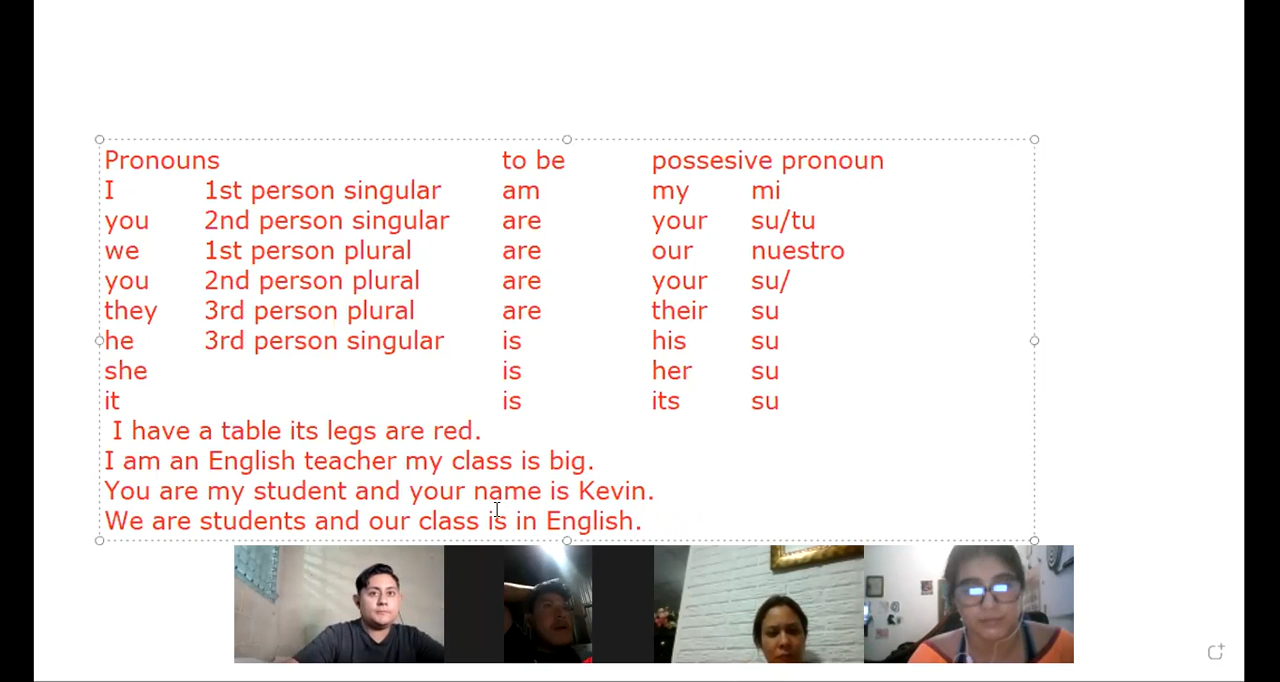 Pronouns to be possesive pronoun
I 1st person singular am my mi
you 2nd person singular are your su/tu
we 1st person plural are our nuestro
you 2nd person plural are your su/
they 3rd person plural are their su
he 3rd person singular is his su
she is her su
it is its su
I have a table its legs are red.
I am an English teacher my class is big.
You are my student and your name is Kevin.
We are students and our class is in English.